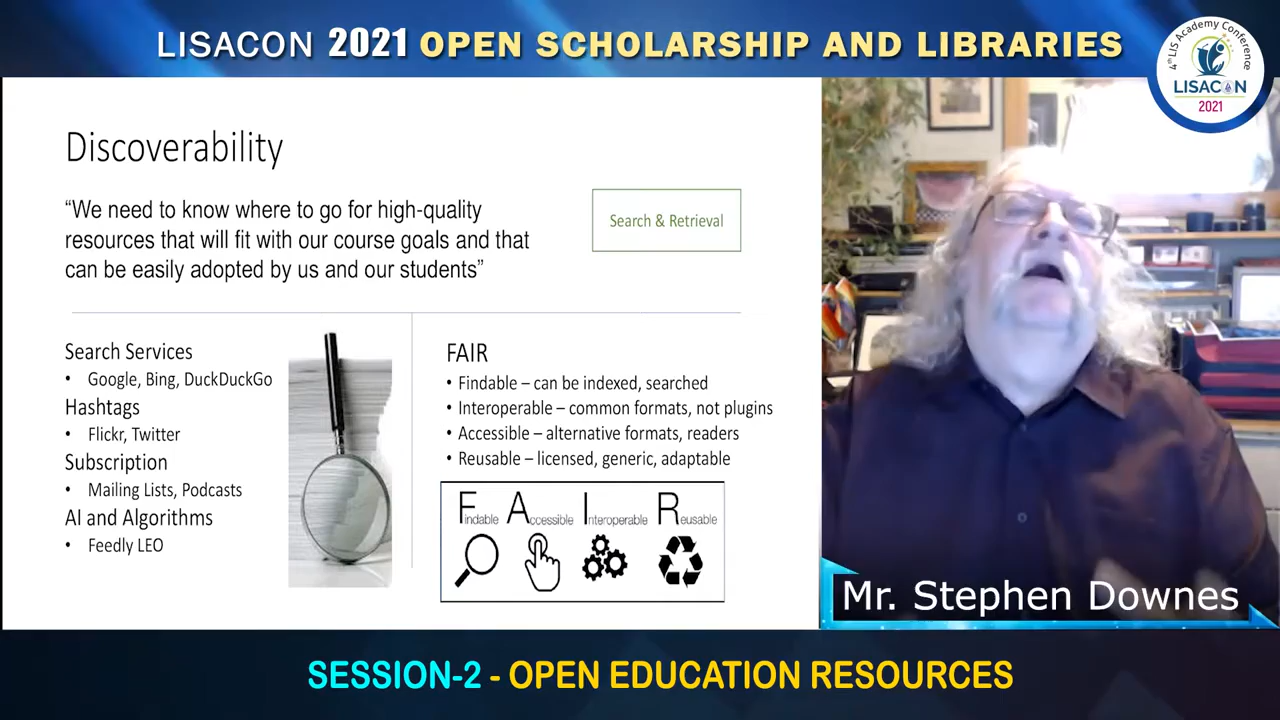 LISACON 2021 OPEN SCHOLARSHIP AND LIBRARIES
4th LIS Academy Conference
LISACON
2021
Discoverability
“We need to know where to go for high-quality
resources that will fit with our course goals and that
can be easily adopted by us and our students”
Search & Retrieval
Search Services
• Google, Bing, DuckDuckGo
Hashtags
• Flickr, Twitter
Subscription
• Mailing Lists, Podcasts
AI and Algorithms
• Feedly LEO
FAIR
• Findable – can be indexed, searched
• Interoperable – common formats, not plugins
• Accessible – alternative formats, readers
• Reusable – licensed, generic, adaptable
Findable Accessible Interoperable Reusable
Mr. Stephen Downes
SESSION-2 - OPEN EDUCATION RESOURCES